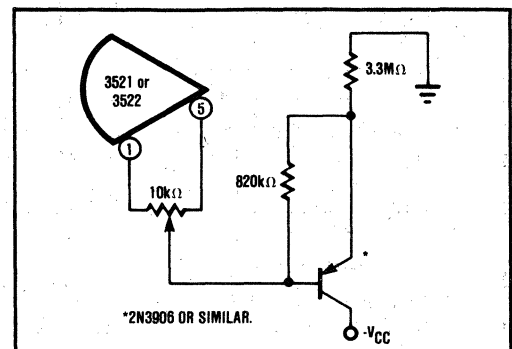 3521 or
3522
1
5
10kΩ
820kΩ
3.3MΩ
*
-VCC
*2N3906 OR SIMILAR.